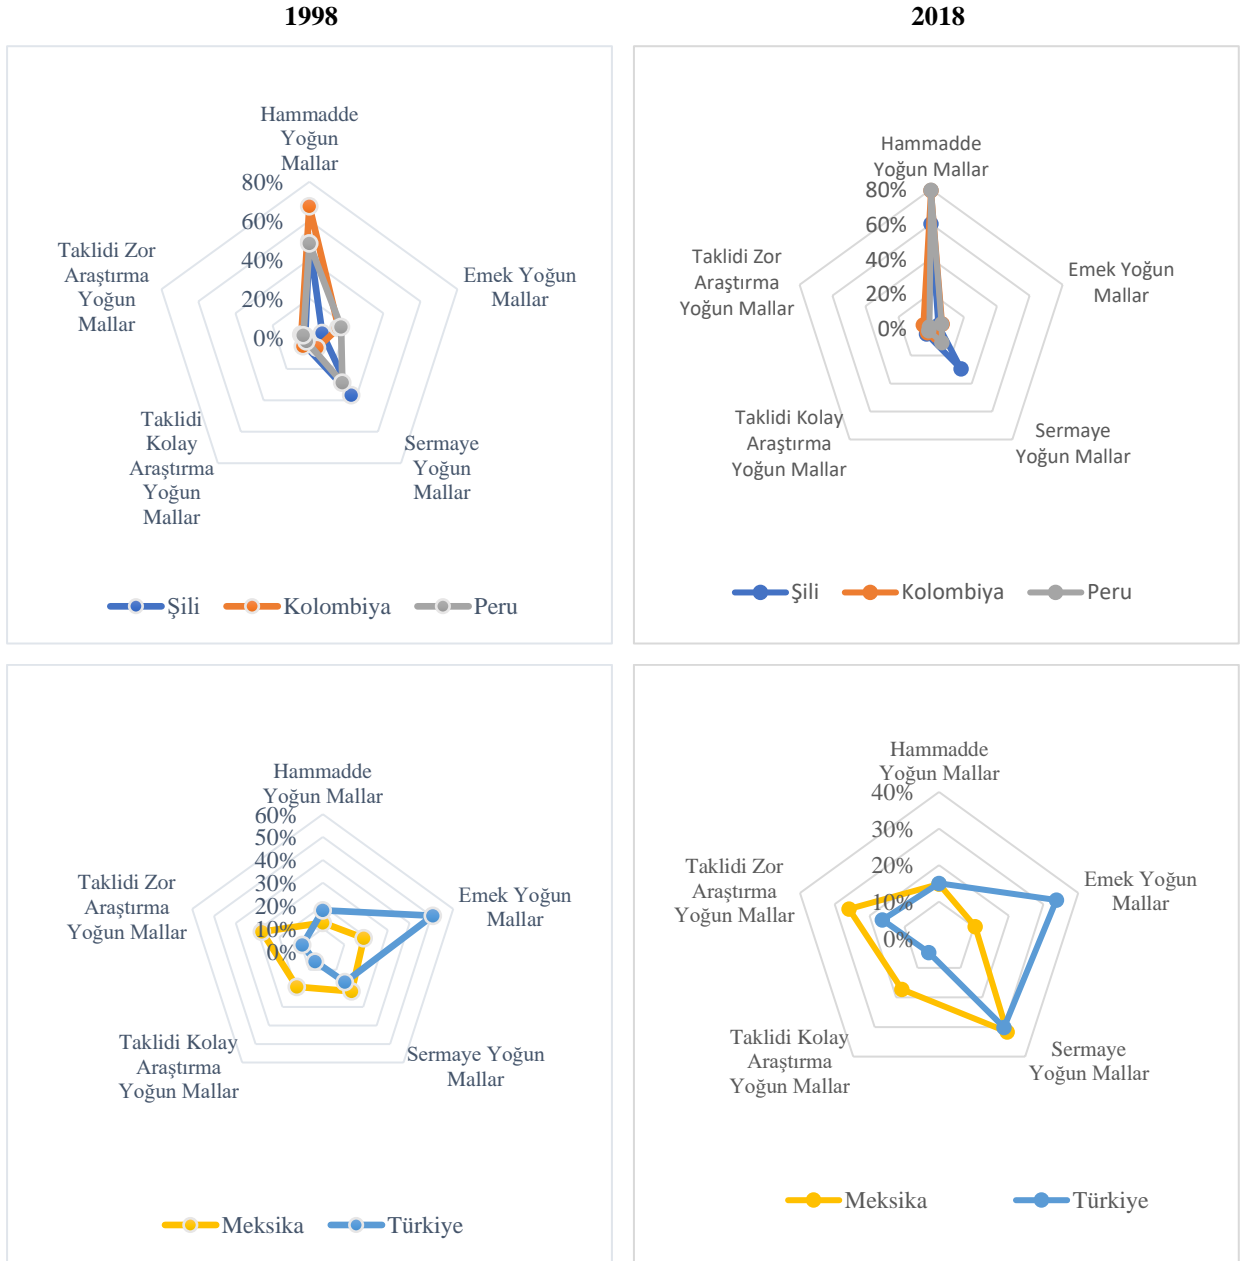 1998
2018
Hammadde
Yoğun
Mallar
80%
60%
40%
20%
0%
Taklidi Zor
Araştırma
Yoğun
Mallar
Emek Yoğun
Mallar
Taklidi
Kolay
Araştırma
Yoğun
Mallar
Sermaye
Yoğun
Mallar
Şili
Kolombiya
Peru
Hammadde
Yoğun Mallar
80%
60%
40%
20%
0%
Taklidi Zor
Araştırma
Yoğun Mallar
Emek Yoğun
Mallar
Taklidi Kolay
Araştırma
Yoğun Mallar
Sermaye
Yoğun Mallar
Şili
Kolombiya
Peru
Hammadde
Yoğun Mallar
60%
50%
40%
30%
20%
10%
0%
Taklidi Zor
Araştırma
Yoğun Mallar
Emek Yoğun
Mallar
Taklidi Kolay
Araştırma
Yoğun Mallar
Sermaye Yoğun
Mallar
Meksika
Türkiye
Hammadde
Yoğun Mallar
40%
30%
20%
10%
0%
Taklidi Zor
Araştırma
Yoğun Mallar
Emek Yoğun
Mallar
Taklidi Kolay
Araştırma
Yoğun Mallar
Sermaye
Yoğun Mallar
Meksika
Türkiye